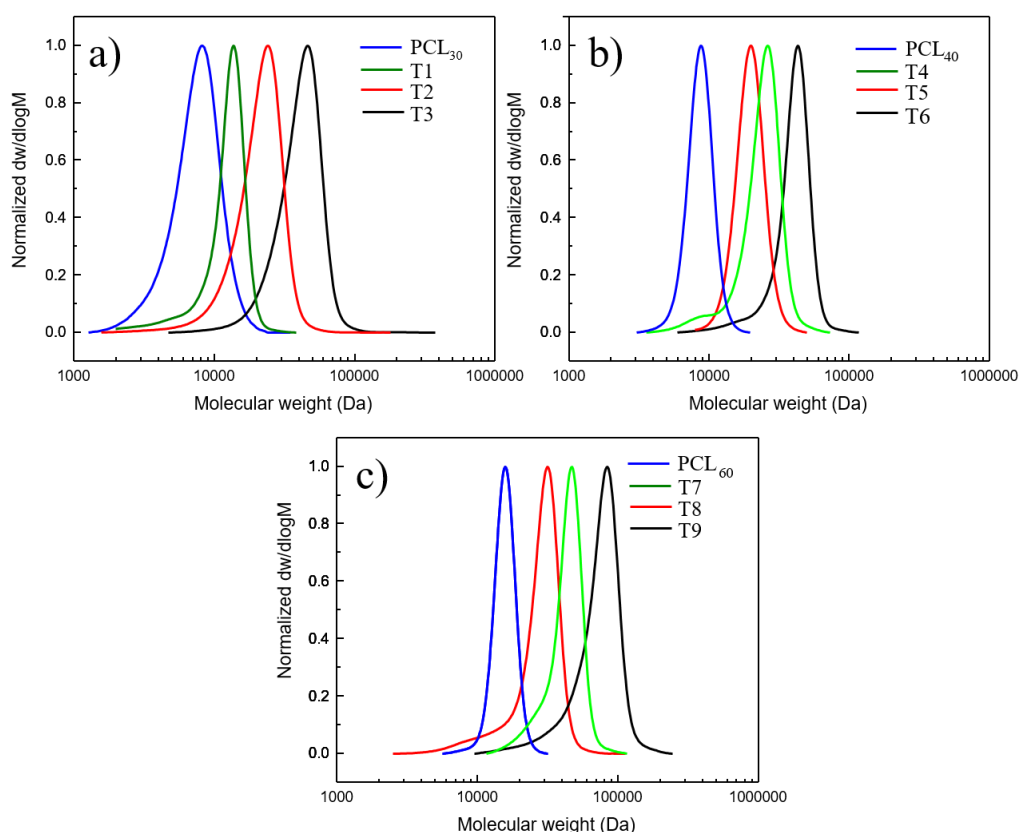 a)
PCL30
T1
T2
T3
Normalized dw/dlogM
1.0
0.8
0.6
0.4
0.2
0.0
1000 10000 100000 1000000
Molecular weight (Da)
b)
PCL40
T4
T5
T6
Normalized dw/dlogM
1.0
0.8
0.6
0.4
0.2
0.0
1000 10000 100000 1000000
Molecular weight (Da)
c)
PCL60
T7
T8
T9
Normalized dw/dlogM
1.0
0.8
0.6
0.4
0.2
0.0
1000 10000 100000 1000000
Molecular weight (Da)